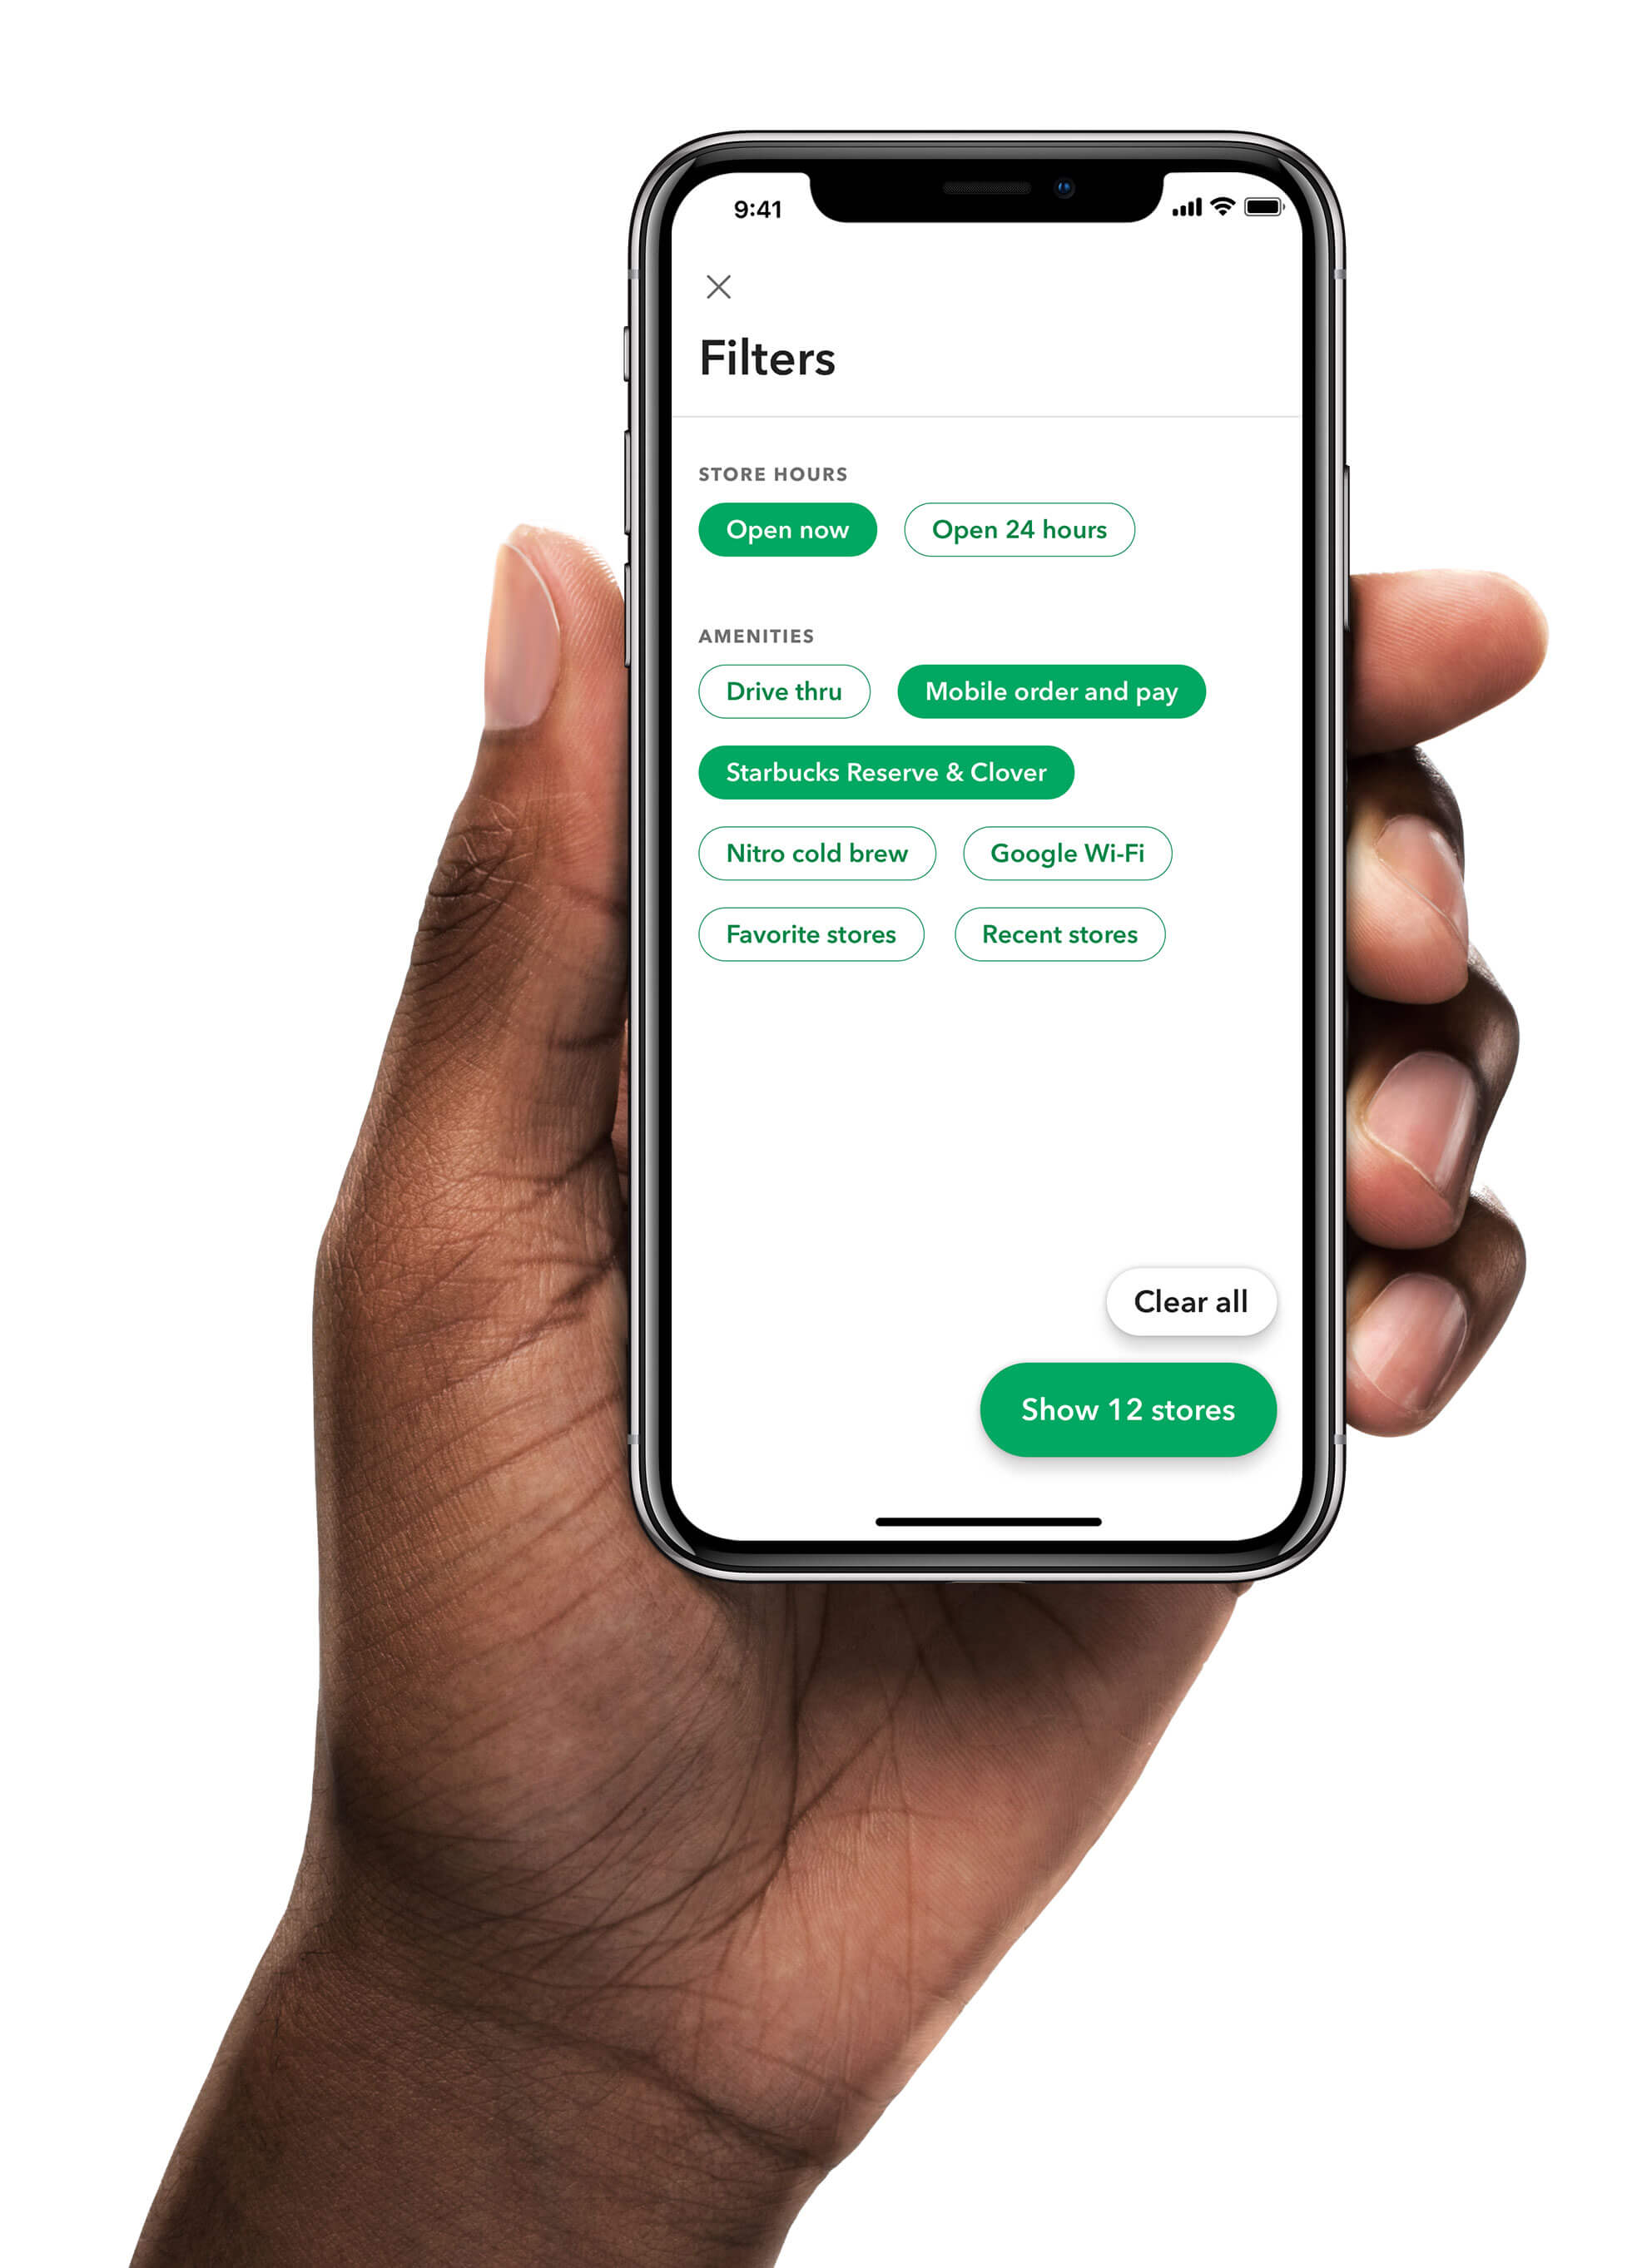 9:41
Filters
STORE HOURS
Open now Open 24 hours
AMENITIES
Drive thru Mobile order and pay
Starbucks Reserve & Clover
Nitro cold brew Google Wi-Fi
Favorite stores Recent stores
Clear all
Show 12 stores